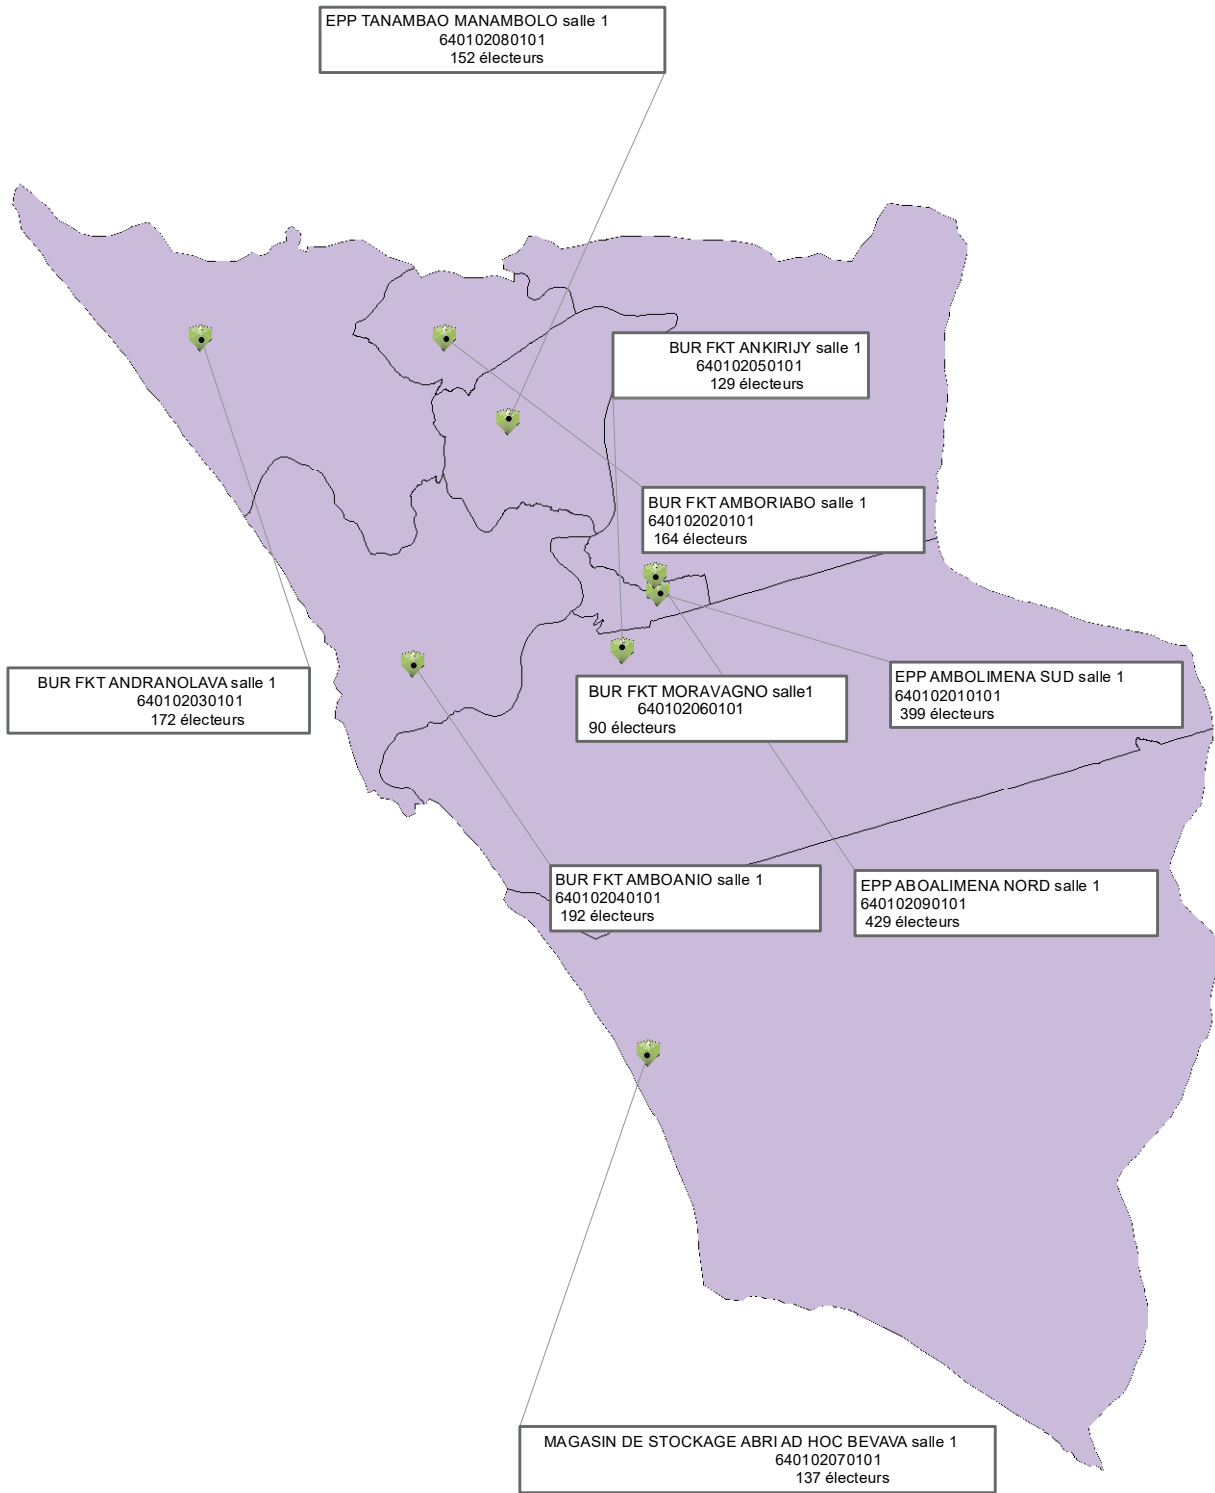 EPP TANAMBAO MANAMBOLO salle 1
640102080101
152 électeurs
BUR FKT ANKIRIJY salle 1
640102050101
129 électeurs
BUR FKT AMBORIABO salle 1
640102020101
164 électeurs
BUR FKT ANDRANOLAVA salle 1
640102030101
172 électeurs
BUR FKT MORAVAGNO salle1
640102060101
90 électeurs
EPP AMBOLIMENA SUD salle 1
640102010101
399 électeurs
BUR FKT AMBOANIO salle 1
640102040101
192 électeurs
EPP ABOALIMENA NORD salle 1
640102090101
429 électeurs
MAGASIN DE STOCKAGE ABRI AD HOC BEVAVA salle 1
640102070101
137 électeurs